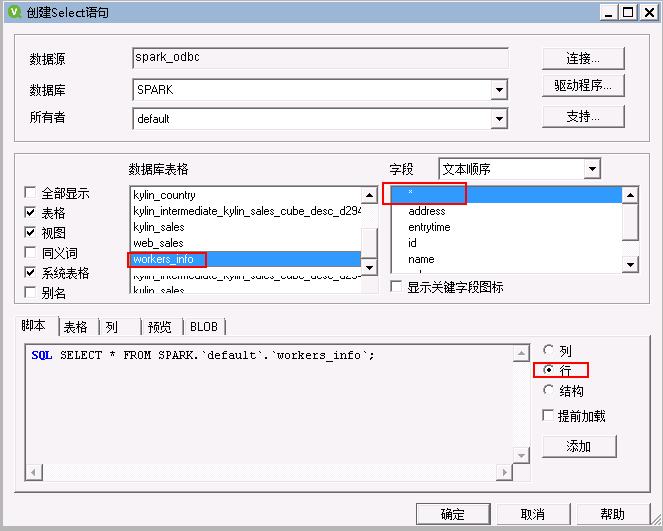 创建Select语句
数据源
spark_odbc
连接...
数据库
SPARK
驱动程序...
所有者
default
支持...
数据库表格
字段
文本顺序
全部显示
表格
视图
同义词
系统表格
别名
kylin_country
kylin_intermediate_kylin_sales_cube_desc_d294
kylin_sales
web_sales
workers_info
kylin_intermediate_kylin_sales_cube_desc_d294
kylin_sales
*
address
entrytime
id
name
显示关键字段图标
脚本 表格 列 预览 BLOB
SQL SELECT * FROM SPARK.`default`.`workers_info`;
列
行
结构
提前加载
添加
确定 取消 帮助